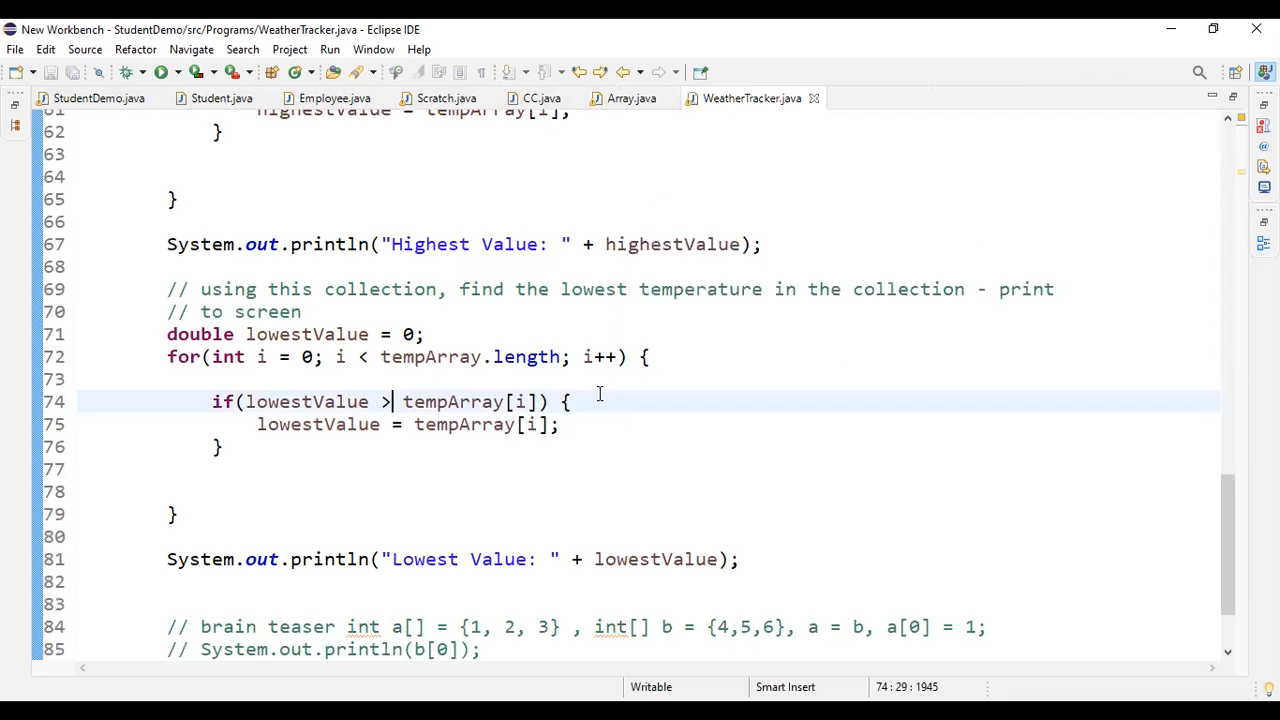 New Workbench - StudentDemo/src/Programs/WeatherTracker.java - Eclipse IDE
File Edit Source Refactor Navigate Search Project Run Window Help
StudentDemo.java Student.java Employee.java Scratch.java CC.java Array.java WeatherTracker.java
61 highestValue = tempArray[i];
62 }
63
64
65 }
66
67 System.out.println("Highest Value: " + highestValue);
68
69 // using this collection, find the lowest temperature in the collection - print
70 // to screen
71 double lowestValue = 0;
72 for(int i = 0; i < tempArray.length; i++) {
73
74 if(lowestValue > tempArray[i]) {
75 lowestValue = tempArray[i];
76 }
77
78
79 }
80
81 System.out.println("Lowest Value: " + lowestValue);
82
83
84 // brain teaser int a[] = {1, 2, 3} , int[] b = {4,5,6}, a = b, a[0] = 1;
85 // System.out.println(b[0]);
Writable Smart Insert 74 : 29 : 1945